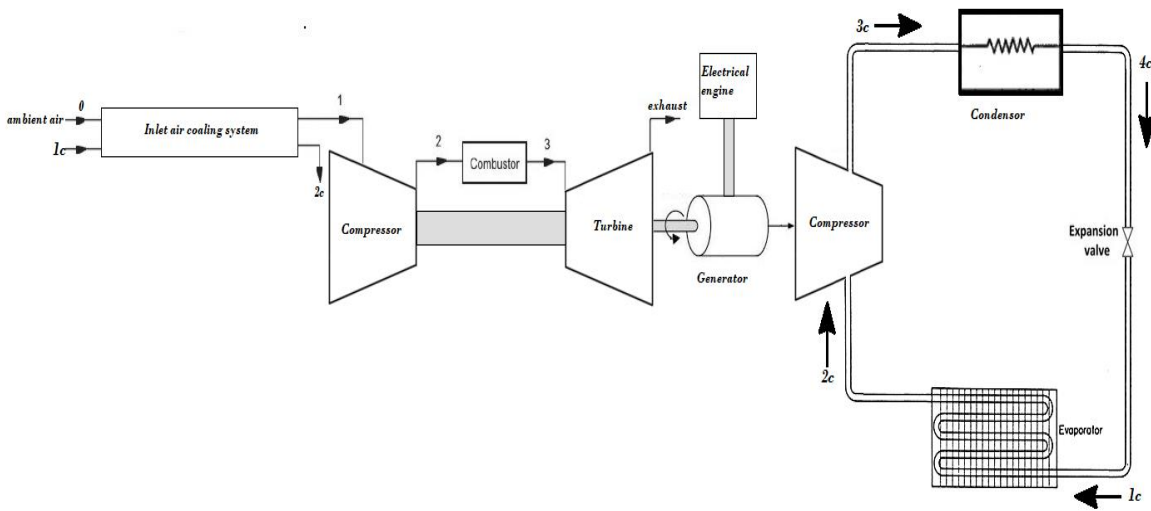 3c
4c
Electrical
engine
exhaust
Condensor
0
ambient air
1
Inlet air coaling system
1c
2c
2
3
Combustor
Compressor
Turbine
Compressor
Expansion
valve
Generator
2c
Evaporator
1c